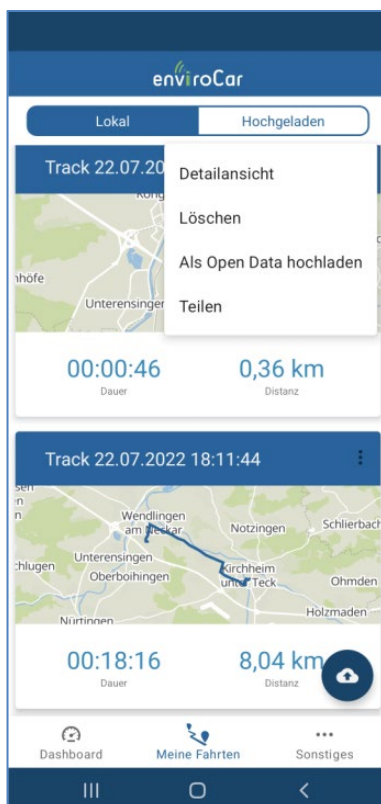 enviroCar
Lokal
Hochgeladen
Track 22.07.20
Detailansicht
Löschen
Als Open Data hochladen
Teilen
Unterensingen
00:00:46
0,36 km
Dauer
Distanz
Track 22.07.2022 18:11:44
Wendlingen
am Neckar
Notzingen
Schlierbach
Unterensingen
Oberboihingen
Kirchheim
unter Teck
Ohmden
Holzmaden
Nürtingen
00:18:16
8,04 km
Dauer
Distanz
Dashboard
Meine Fahrten
Sonstiges